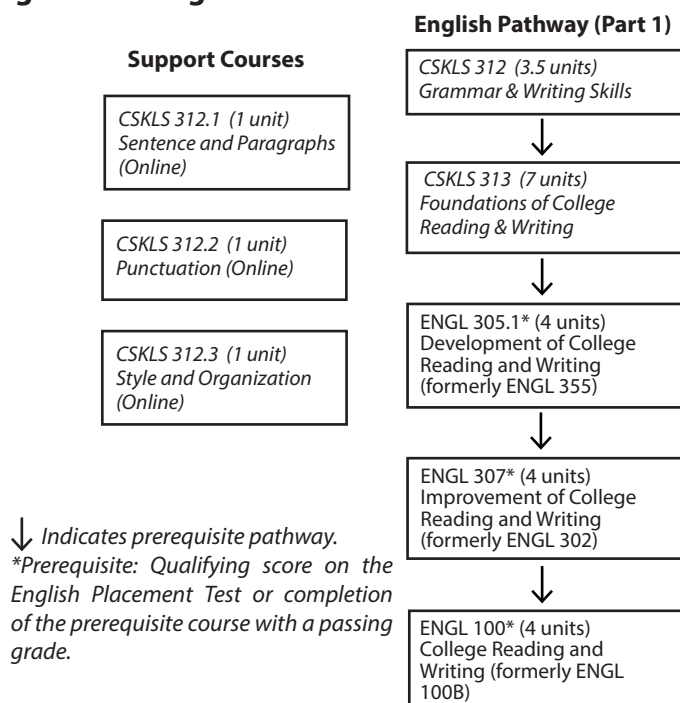 English Pathway (Part 1)
Support Courses
CSKLS 312.1 (1 unit)
Sentence and Paragraphs
(Online)
CSKLS 312.2 (1 unit)
Punctuation (Online)
CSKLS 312.3 (1 unit)
Style and Organization
(Online)
CSKLS 312 (3.5 units)
Grammar & Writing Skills
CSKLS 313 (7 units)
Foundations of College
Reading & Writing
ENGL 305.1* (4 units)
Development of College
Reading and Writing
(formerly ENGL 355)
ENGL 307* (4 units)
Improvement of College
Reading and Writing
(formerly ENGL 302)
ENGL 100* (4 units)
College Reading and
Writing (formerly ENGL
100B)
Indicates prerequisite pathway.
*Prerequisite: Qualifying score on the
English Placement Test or completion
of the prerequisite course with a passing
grade.